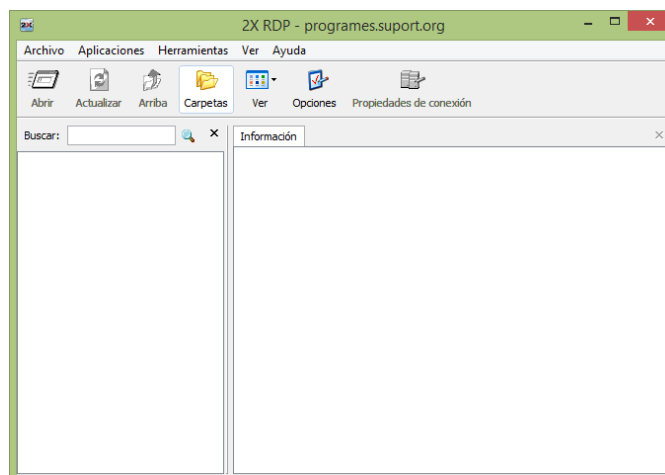 2X RDP - programes.suport.org
Archivo Aplicaciones Herramientas Ver Ayuda
Abrir Actualizar Arriba Carpetas Ver Opciones Propiedades de conexión
Buscar:
Información